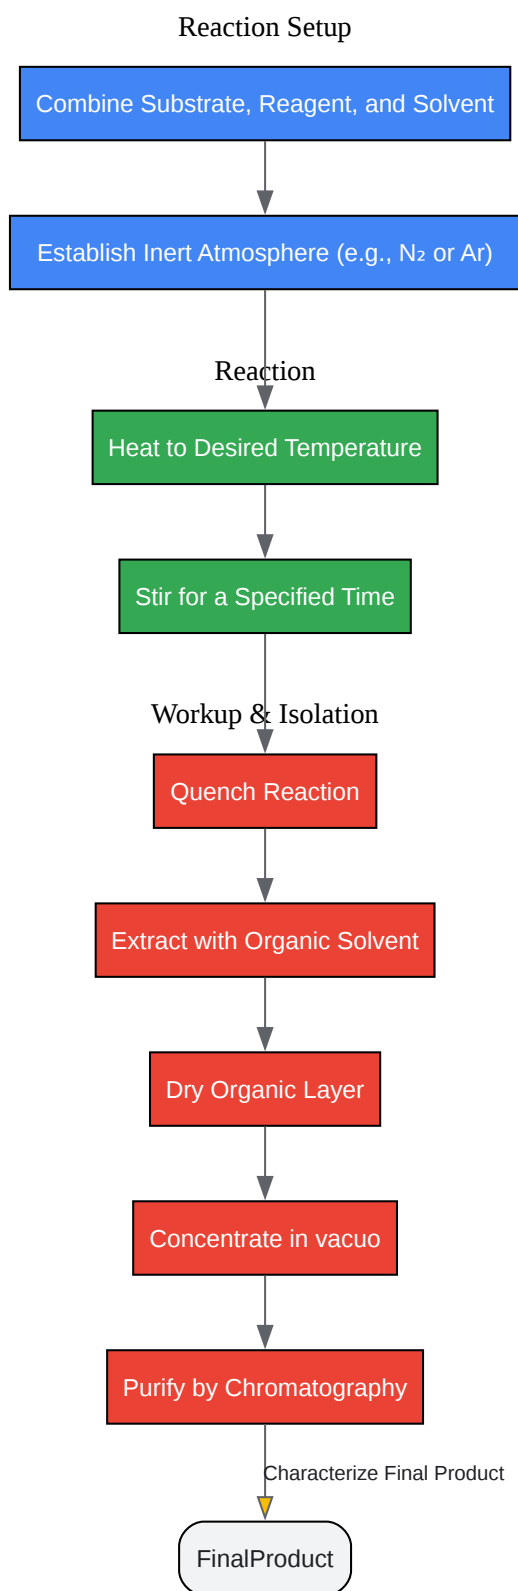 Reaction Setup
Combine Substrate, Reagent, and Solvent
Establish Inert Atmosphere (e.g., N₂ or Ar)
Reaction
Heat to Desired Temperature
Stir for a Specified Time
Workup & Isolation
Quench Reaction
Extract with Organic Solvent
Dry Organic Layer
Concentrate in vacuo
Purify by Chromatography
Characterize Final Product
FinalProduct